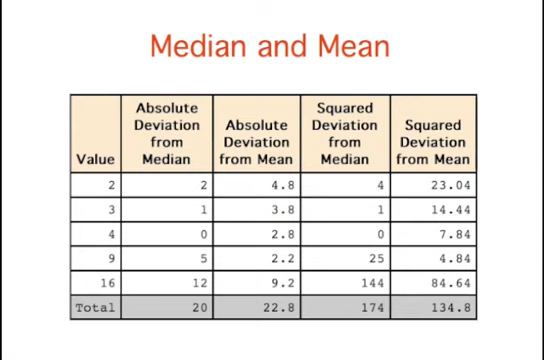 Median and Mean
Value | Absolute Deviation from Median | Absolute Deviation from Mean | Squared Deviation from Median | Squared Deviation from Mean
2 | 2 | 4.8 | 4 | 23.04
3 | 1 | 3.8 | 1 | 14.44
4 | 0 | 2.8 | 0 | 7.84
9 | 5 | 2.2 | 25 | 4.84
16 | 12 | 9.2 | 144 | 84.64
Total | 20 | 22.8 | 174 | 134.8